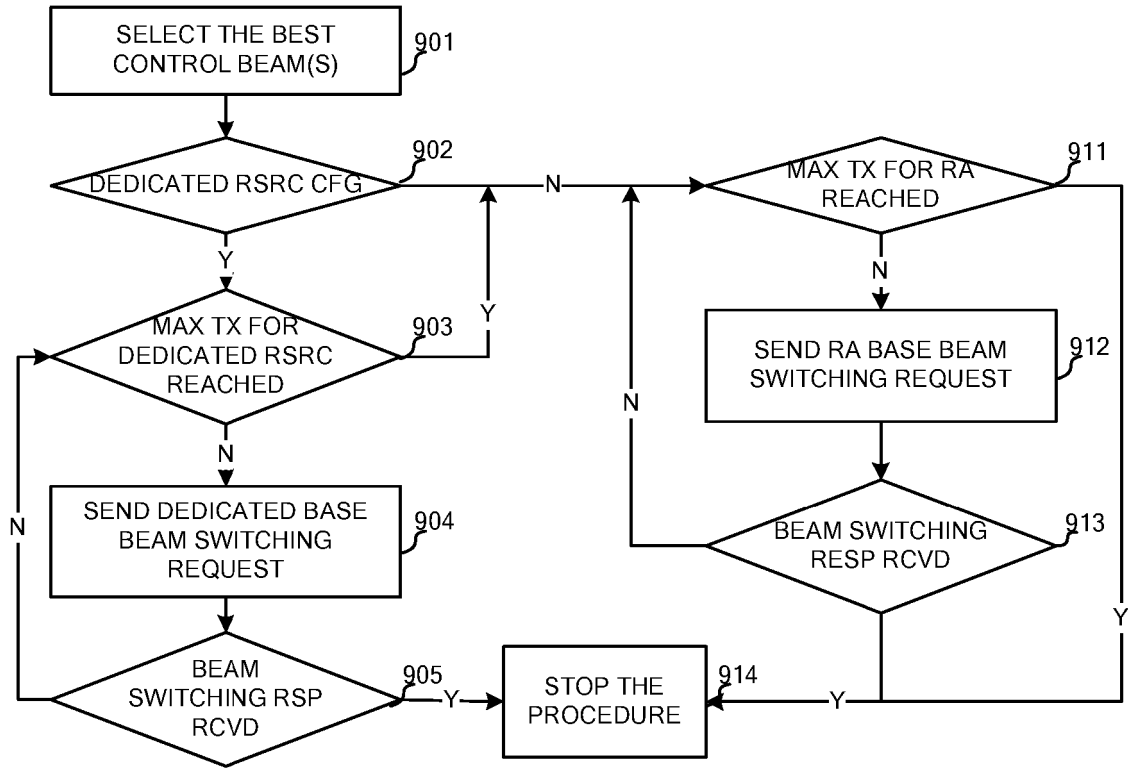 SELECT THE BEST
CONTROL BEAM(S)
901
DEDICATED RSRC CFG
902
N
MAX TX FOR RA
REACHED
911
Y
N
MAX TX FOR
DEDICATED RSRC
REACHED
903
Y
SEND RA BASE BEAM
SWITCHING REQUEST
912
N
N
SEND DEDICATED BASE
BEAM SWITCHING
REQUEST
904
N
BEAM SWITCHING
RESP RCVD
913
Y
BEAM
SWITCHING RSP
RCVD
905
Y
STOP THE
PROCEDURE
914
Y